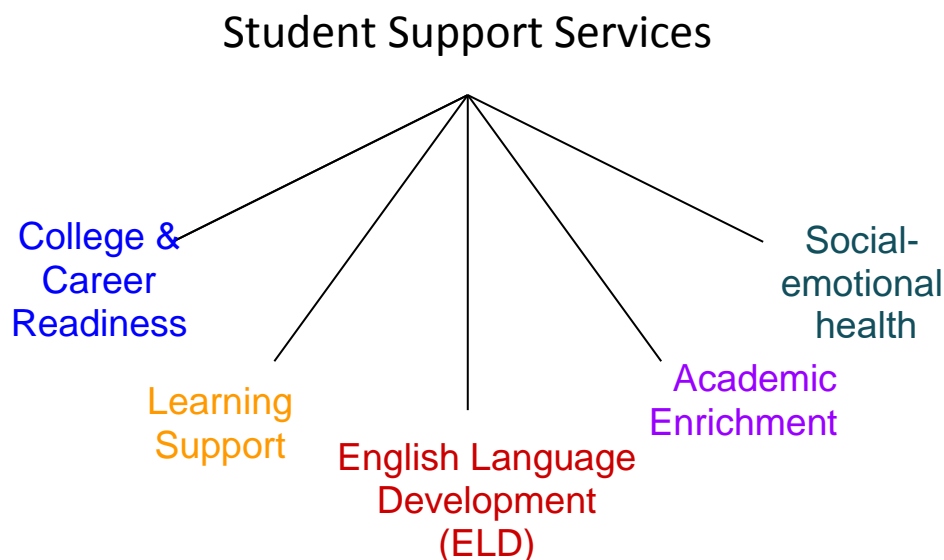 Student Support Services
College &
Career
Readiness
Learning
Support
English Language
Development
(ELD)
Academic
Enrichment
Social-
emotional
health